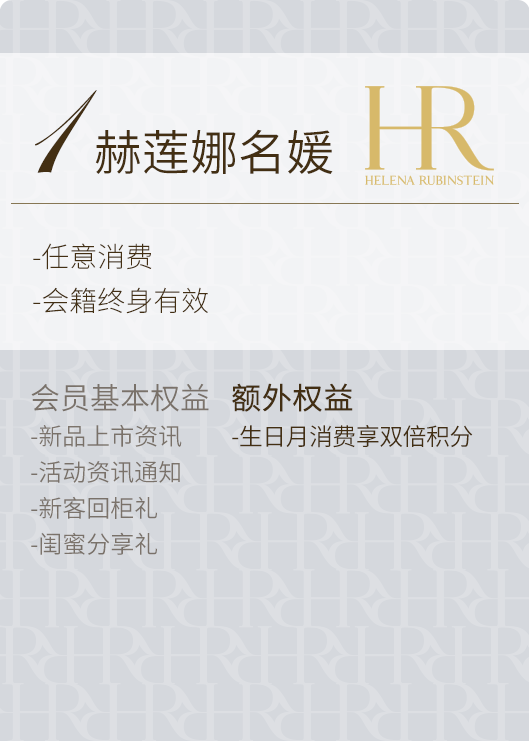 1 赫莲娜名媛
HR
HELENA RUBINSTEIN
-任意消费
-会籍终身有效
会员基本权益
-新品上市资讯
-活动资讯通知
-新客回柜礼
-闺蜜分享礼
额外权益
-生日月消费享双倍积分